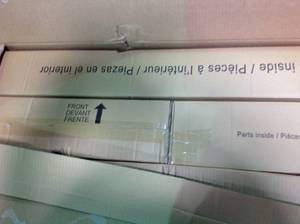 inside / Pièces à l'intérieur / Piezas en el interior
FRONT
DEVANT
FRENTE
Parts inside / Pièces